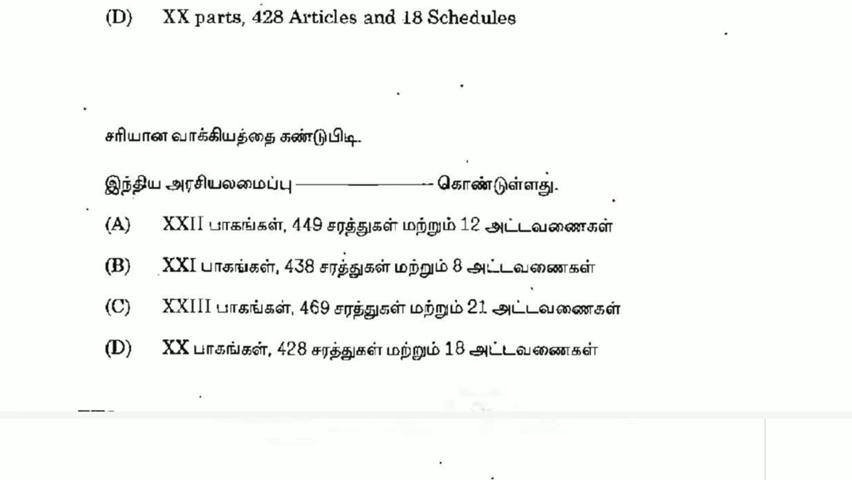 (D) XX parts, 428 Articles and 18 Schedules
சரியான வாக்கியத்தை கண்டுபிடி.
இந்திய அரசியலமைப்பு ———————— கொண்டுள்ளது.
(A) XXII பாகங்கள், 449 சரத்துகள் மற்றும் 12 அட்டவணைகள்
(B) XXI பாகங்கள், 438 சரத்துகள் மற்றும் 8 அட்டவணைகள்
(C) XXIII பாகங்கள், 469 சரத்துகள் மற்றும் 21 அட்டவணைகள்
(D) XX பாகங்கள், 428 சரத்துகள் மற்றும் 18 அட்டவணைகள்